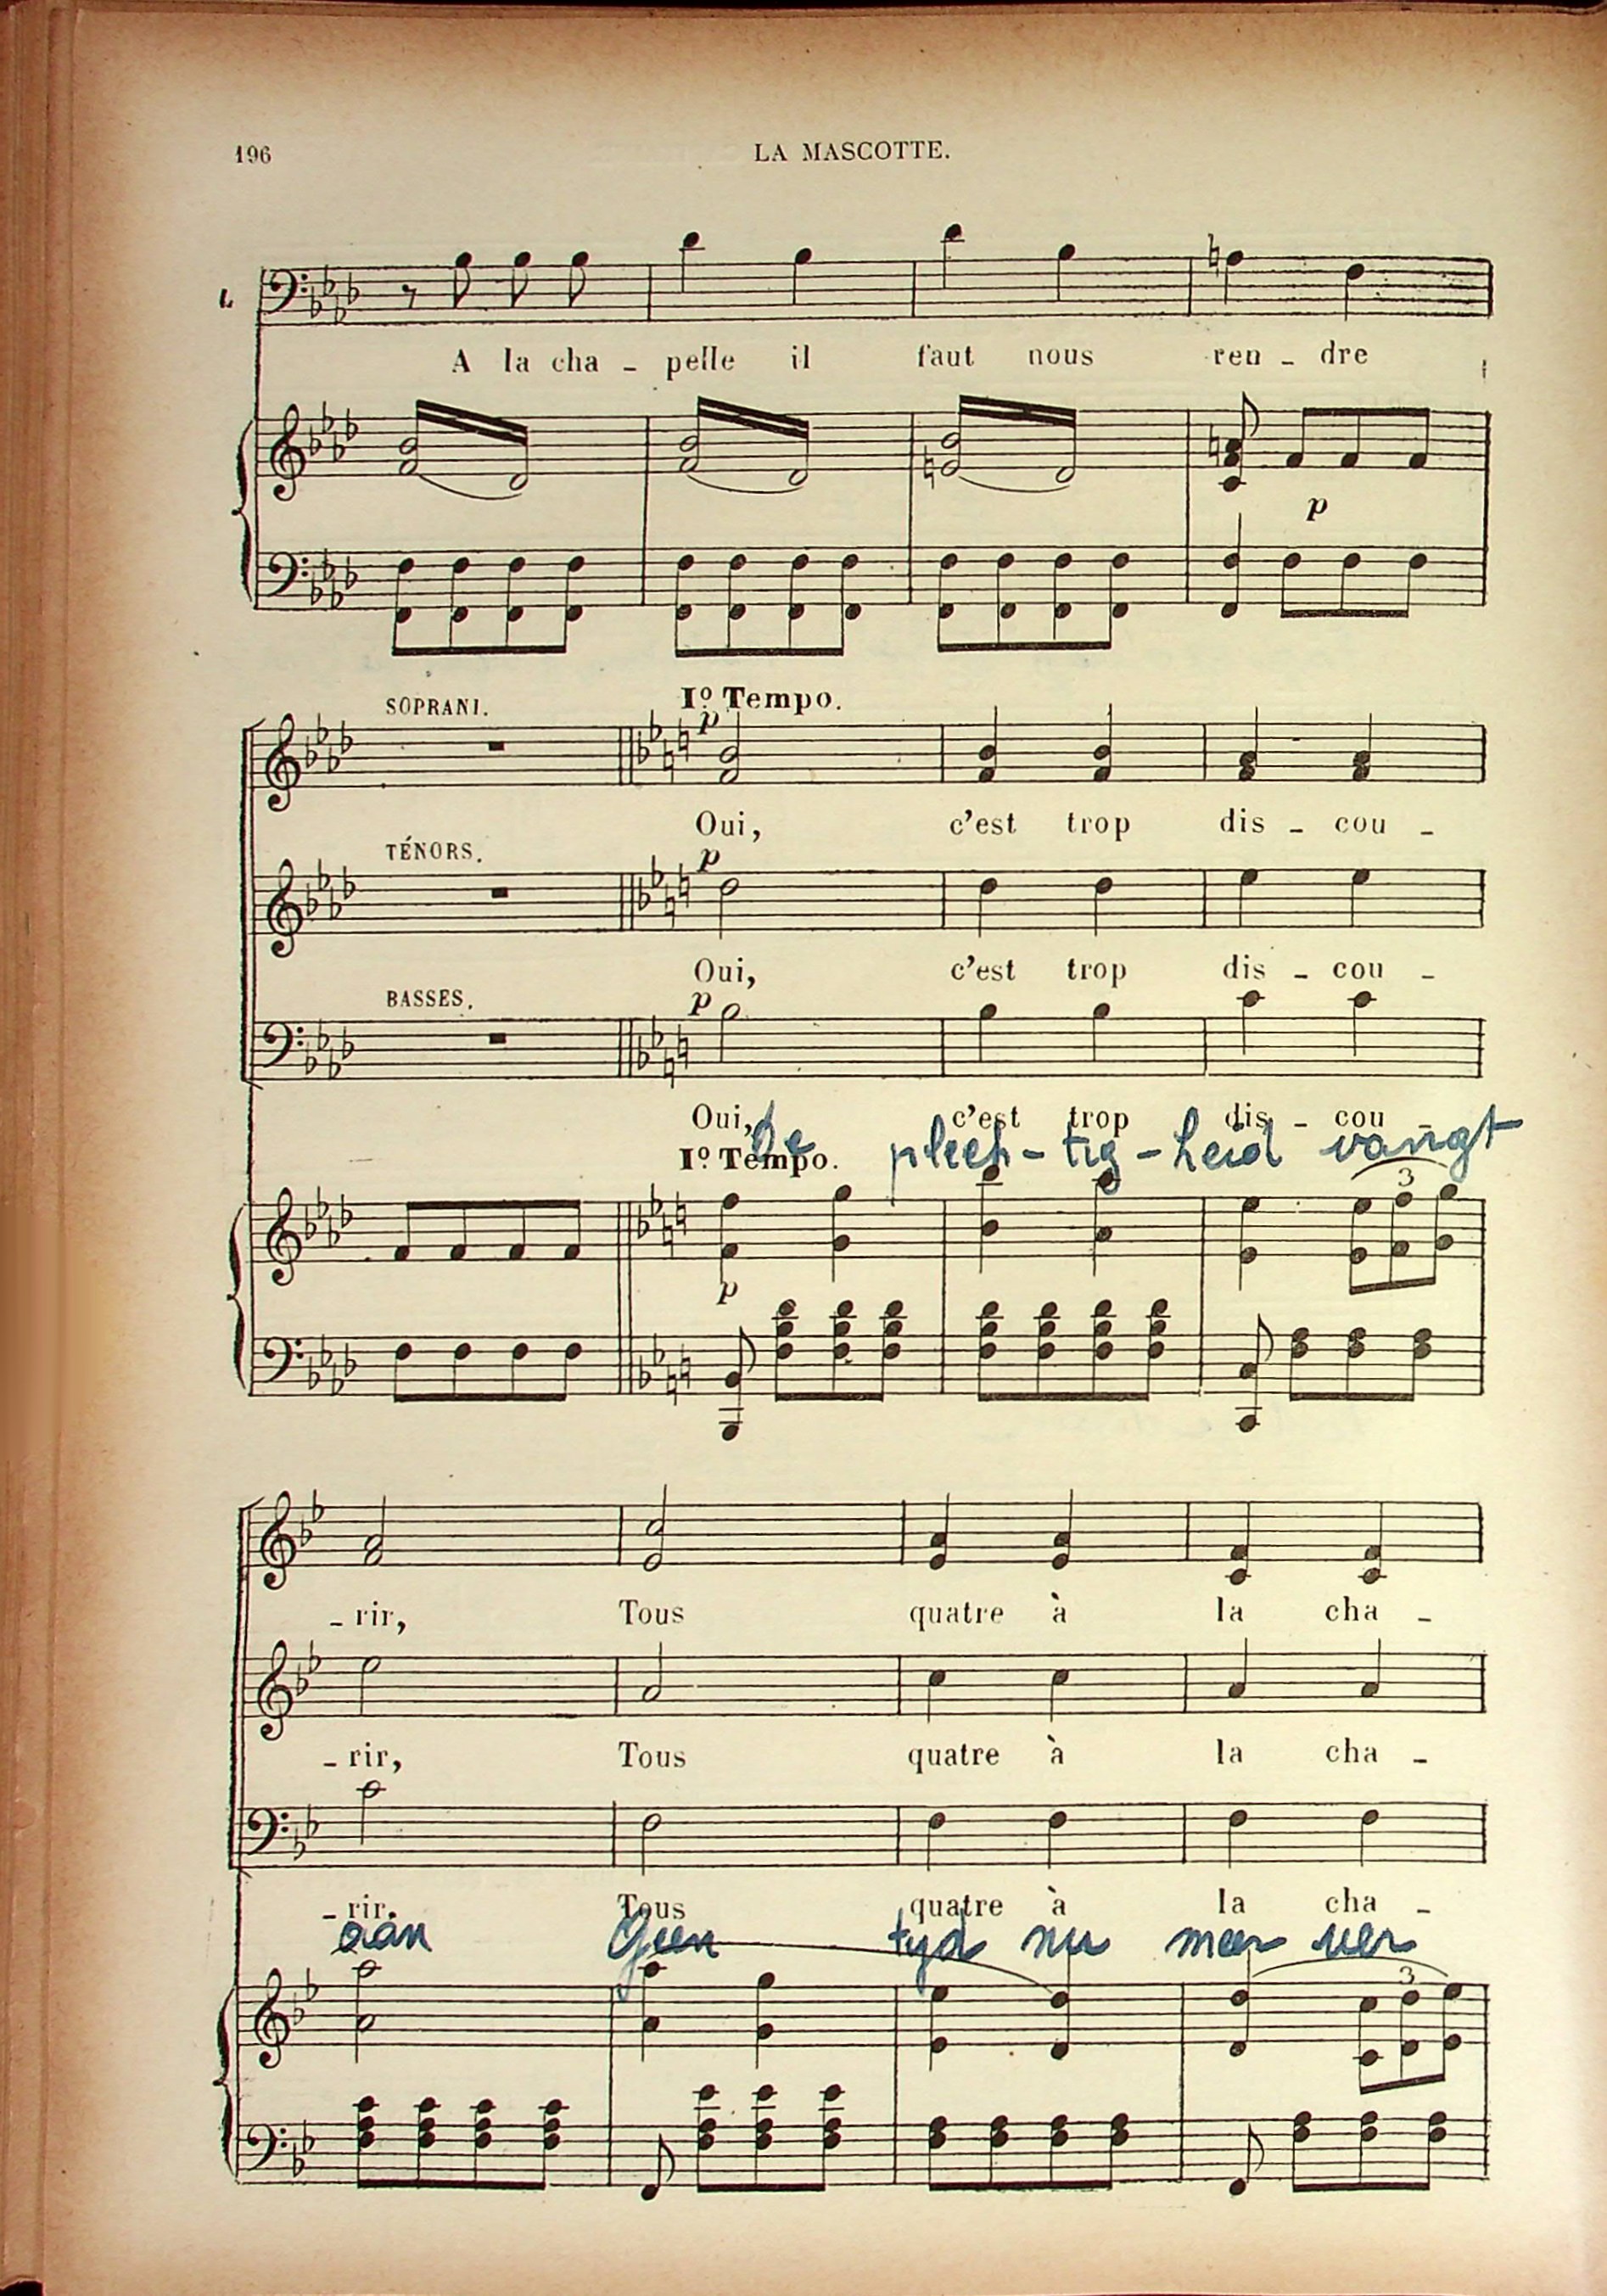 196 LA MASCOTTE.
L.
A la cha - pelle il faut nous ren - dre
p
SOPRANI. Iº Tempo.
p
Oui, c'est trop dis - cou -
TÉNORS.
p
Oui, c'est trop dis - cou -
BASSES.
p
Oui, c'est trop dis - cou -
De plech - tig - heid vangt
Iº Tempo.
3
p
- rir, Tous quatre à la cha -
- rir, Tous quatre à la cha -
- rir. Tous quatre à la cha -
aan Geen tyd nu meer ver
3